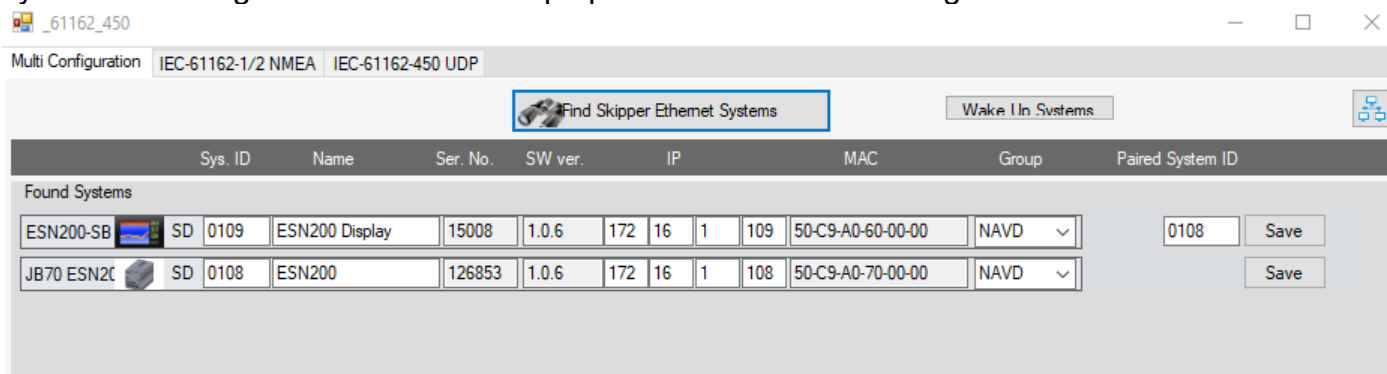 _61162_450
Multi Configuration IEC-61162-1/2 NMEA IEC-61162-450 UDP
Find Skipper Ethernet Systems Wake Up Systems
Sys. ID Name Ser. No. SW ver. IP MAC Group Paired System ID
Found Systems
ESN200-SB SD 0109 ESN200 Display 15008 1.0.6 172 16 1 109 50-C9-A0-60-00-00 NAVD 0108 Save
JB70 ESN20 SD 0108 ESN200 126853 1.0.6 172 16 1 108 50-C9-A0-70-00-00 NAVD Save